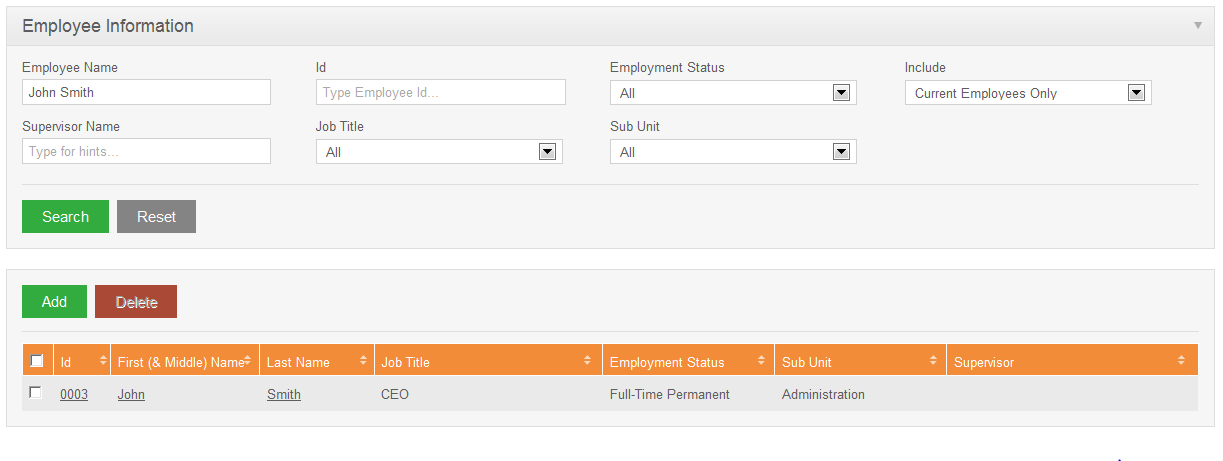 Employee Information
Employee Name Id Employment Status Include
John Smith Type Employee Id... All Current Employees Only
Supervisor Name Job Title Sub Unit
Type for hints... All All
Search Reset
Add Delete
Id First (& Middle) Name Last Name Job Title Employment Status Sub Unit Supervisor
0003 John Smith CEO Full-Time Permanent Administration